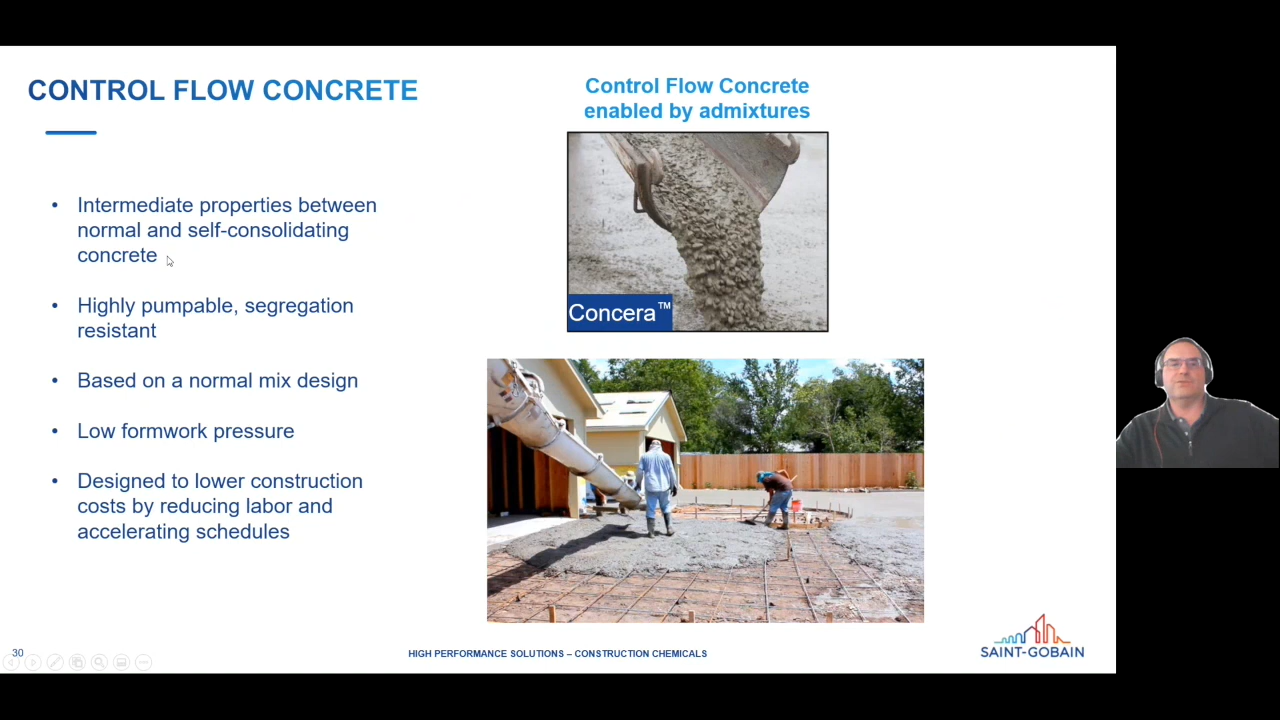 CONTROL FLOW CONCRETE
Control Flow Concrete
enabled by admixtures
• Intermediate properties between
normal and self-consolidating
concrete
• Highly pumpable, segregation
resistant
• Based on a normal mix design
• Low formwork pressure
• Designed to lower construction
costs by reducing labor and
accelerating schedules
Concera™
30
HIGH PERFORMANCE SOLUTIONS – CONSTRUCTION CHEMICALS
SAINT-GOBAIN